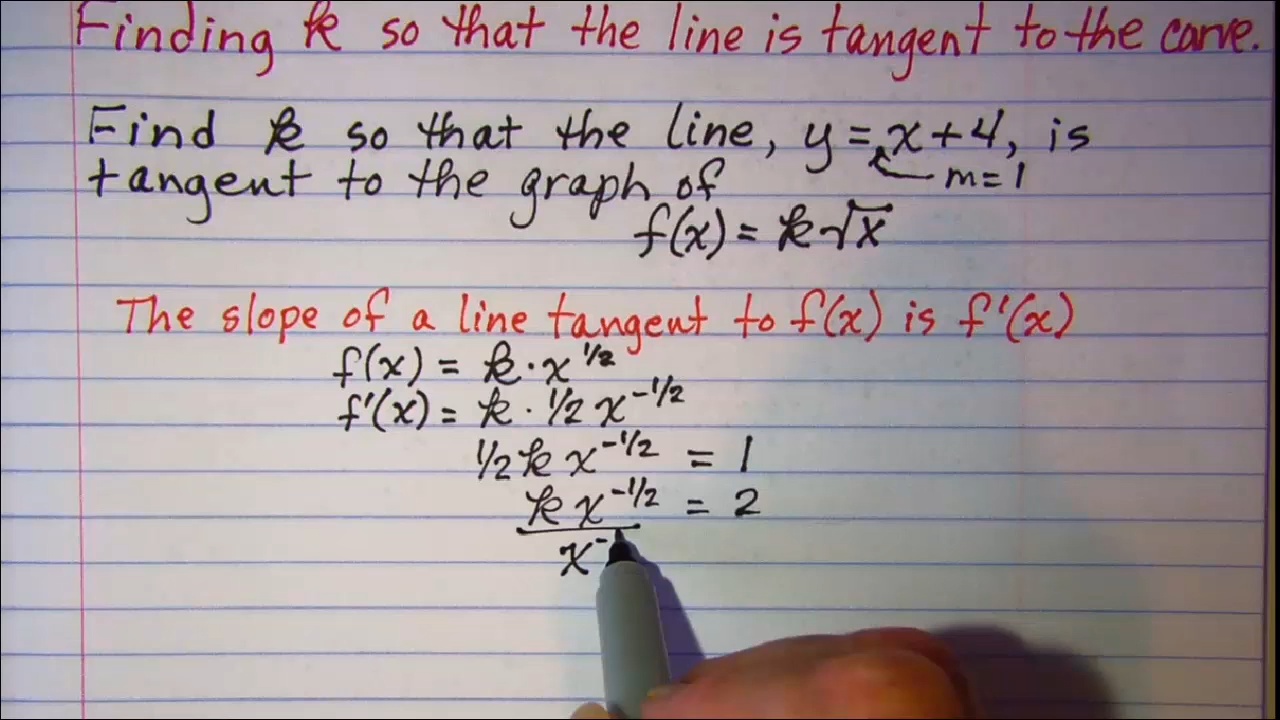 Finding k so that the line is tangent to the curve.
Find k so that the line, y = x + 4, is
tangent to the graph of
m = 1
f(x) = k√x
The slope of a line tangent to f(x) is f'(x)
f(x) = k · x^1/2
f'(x) = k · 1/2 x^-1/2
1/2 k x^-1/2 = 1
k x^-1/2 = 2
x^-